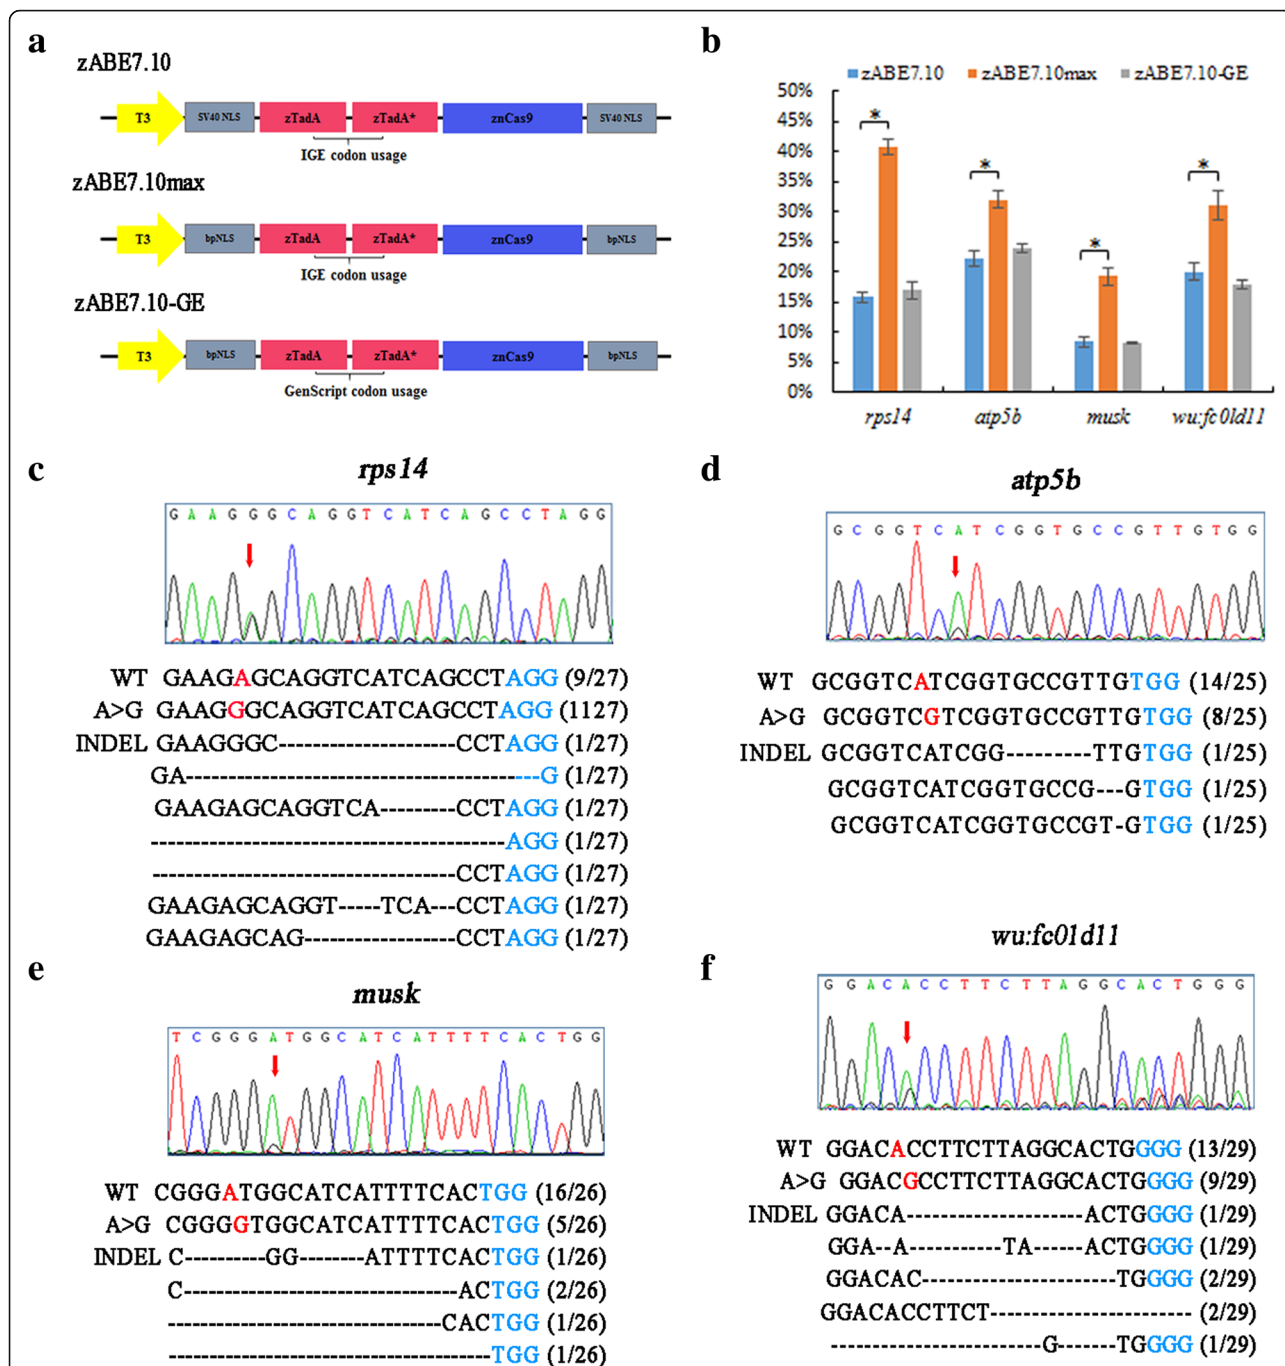 a
zABE7.10
T3 SV40 NLS zTadA zTadA* znCas9 SV40 NLS
IGE codon usage
zABE7.10max
T3 bpNLS zTadA zTadA* znCas9 bpNLS
IGE codon usage
zABE7.10-GE
T3 bpNLS zTadA zTadA* znCas9 bpNLS
GenScript codon usage
b
zABE7.10 zABE7.10max zABE7.10-GE
50%
45%
40%
35%
30%
25%
20%
15%
10%
5%
0%
* * * *
rps14 atp5b musk wu:fc0ld11
c
rps14
G A A G G G C A G G T C A T C A G C C T A G G
WT GAAGAGCAGGTCATCAGCCTAGG (9/27)
A>G GAAGGGCAGGTCATCAGCCTAGG (1127)
INDEL GAAGGGC--------------------CCTAGG (1/27)
GA----------------------------------------G (1/27)
GAAGAGCAGGTCA---------CCTAGG (1/27)
----------------------------------------AGG (1/27)
-----------------------------------CCTAGG (1/27)
GAAGAGCAGGT-----TCA---CCTAGG (1/27)
GAAGAGCAG-----------------CCTAGG (1/27)
d
atp5b
G C G G T C A T C G G T G C C G T T G T G G
WT GCGGTCATCGGTGCCGTTGTGG (14/25)
A>G GCGGTCGTCGGTGCCGTTGTGG (8/25)
INDEL GCGGTCATCGG----------TTGTGG (1/25)
GCGGTCATCGGTGCCG---GTGG (1/25)
GCGGTCATCGGTGCCGT-GTGG (1/25)
e
musk
T C G G G A T G G C A T C A T T T T C A C T G G
WT CGGGATGGCATCATTTTCACTGG (16/26)
A>G CGGGGTGGCATCATTTTCACTGG (5/26)
INDEL C---------GG-------ATTTTCACTGG (1/26)
C-------------------------------ACTGG (2/26)
-------------------------------CACTGG (1/26)
------------------------------------TGG (1/26)
f
wu:fc01d11
G G A C A C C T T C T T A G G C A C T G G G
WT GGACACCTTCTTAGGCACTGGGG (13/29)
A>G GGACGCCTTCTTAGGCACTGGGG (9/29)
INDEL GGACA--------------------ACTGGGG (1/29)
GGA--A-----------TA------ACTGGGG (1/29)
GGACAC----------------------TGGGG (2/29)
GGACACCTTCT----------------------- (2/29)
------------------------G-------TGGGG (1/29)